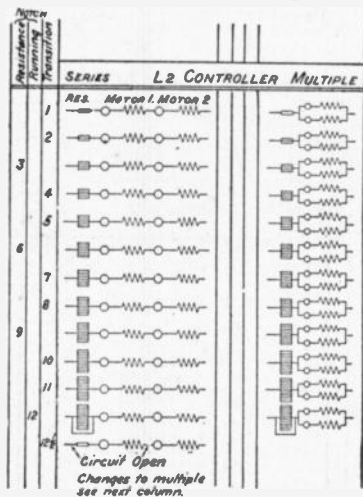 NOTCH
Resistance
Running
Transition
SERIES L2 CONTROLLER MULTIPLE
RES. MOTOR 1. MOTOR 2
1
2
3
4
5
6
7
8
9
10
11
12
12½
Circuit Open
Changes to multiple
see next column.